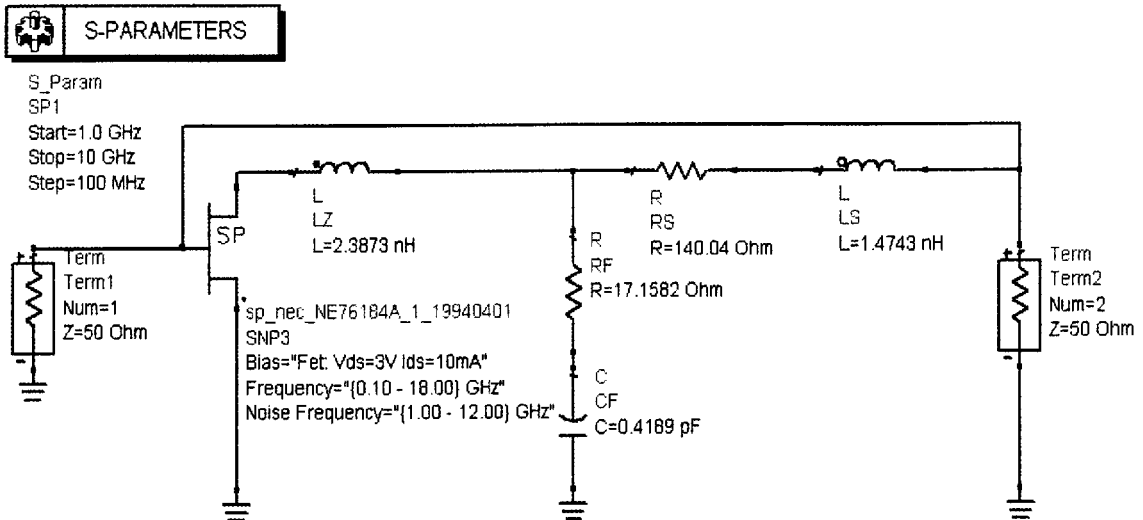 S-PARAMETERS
S_Param
SP1
Start=1.0 GHz
Stop=10 GHz
Step=100 MHz
L
LZ
L=2.3873 nH
R
RS
R=140.04 Ohm
L
LS
L=1.4743 nH
SP
R
RF
R=17.1582 Ohm
Term
Term1
Num=1
Z=50 Ohm
Term
Term2
Num=2
Z=50 Ohm
sp_nec_NE76184A_1_19940401
SNP3
Bias="Fet: Vds=3V Ids=10mA"
Frequency="{0.10 - 18.00} GHz"
Noise Frequency="{1.00 - 12.00} GHz"
C
CF
C=0.4189 pF